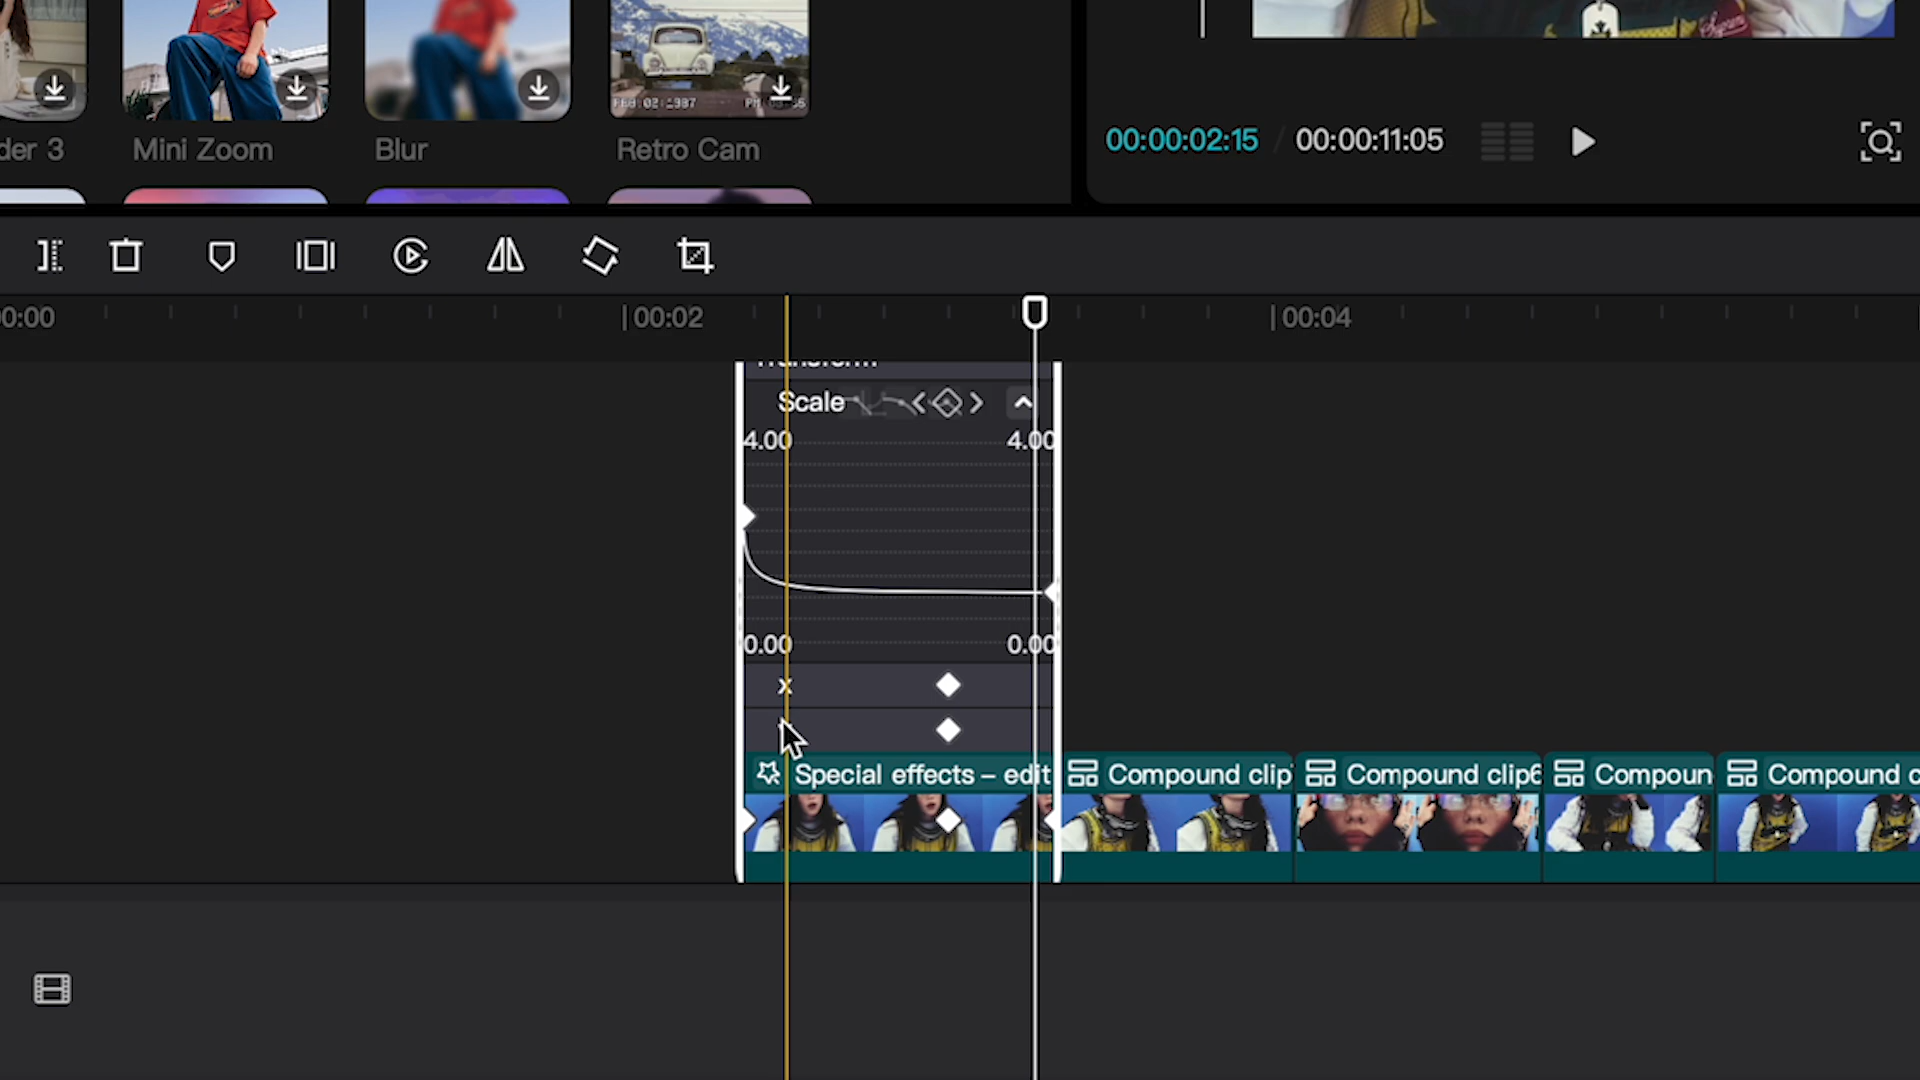 der 3
Mini Zoom
Blur
Retro Cam
00:00:02:15 / 00:00:11:05
0:00
00:02
00:04
Transform
Scale
4.00
4.00
0.00
0.00
x
Special effects – edit
Compound clip
Compound clip6
Compoun
Compound c